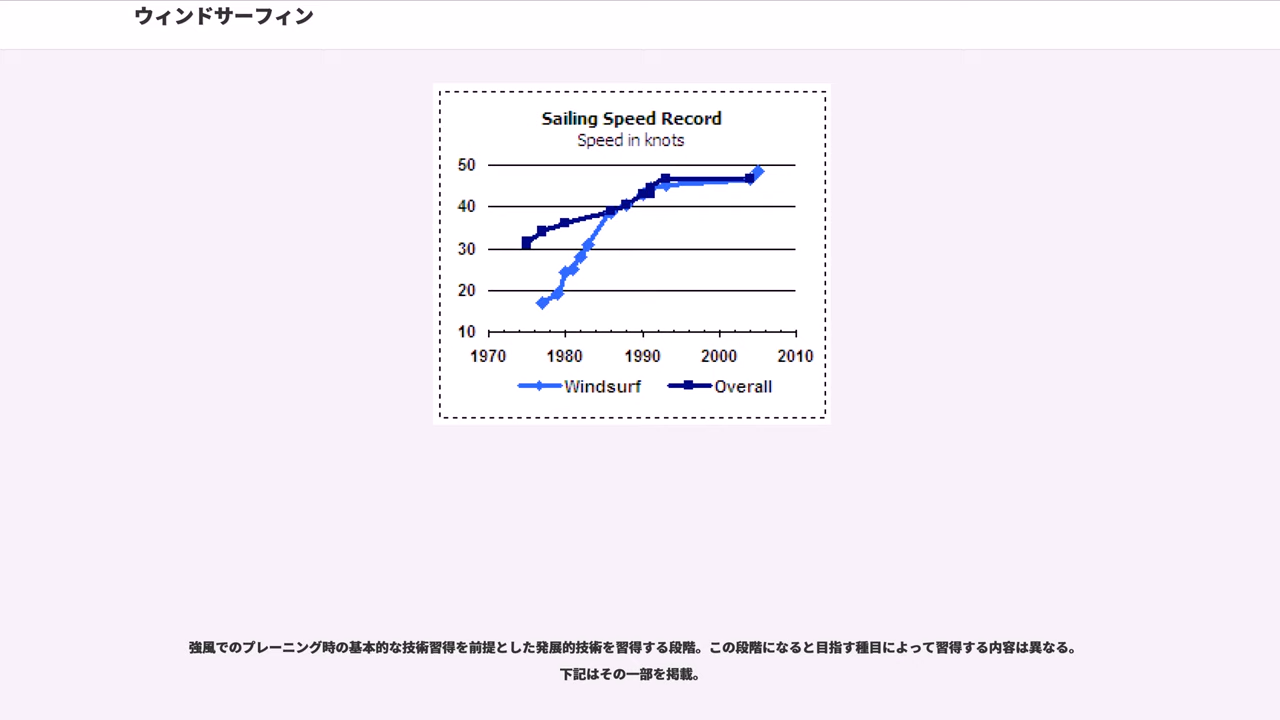 ウィンドサーフィン
Sailing Speed Record
Speed in knots
50
40
30
20
10
1970 1980 1990 2000 2010
Windsurf Overall
強風でのプレーニング時の基本的な技術習得を前提とした発展的技術を習得する段階。この段階になると目指す種目によって習得する内容は異なる。
下記はその一部を掲載。